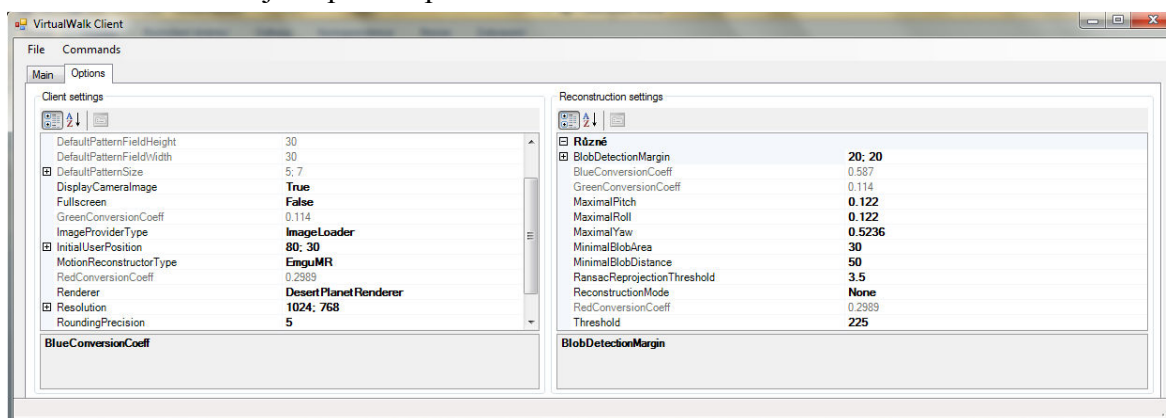 VirtualWalk Client
File Commands
Main Options
Client settings
DefaultPatternFieldHeight 30
DefaultPatternFieldWidth 30
DefaultPatternSize 5; 7
DisplayCameraImage True
Fullscreen False
GreenConversionCoeff 0.114
ImageProviderType ImageLoader
InitialUserPosition 80; 30
MotionReconstructorType EmguMR
RedConversionCoeff 0.2989
Renderer DesertPlanetRenderer
Resolution 1024; 768
RoundingPrecision 5
BlueConversionCoeff
Reconstruction settings
Různé
BlobDetectionMargin 20; 20
BlueConversionCoeff 0.587
GreenConversionCoeff 0.114
MaximalPitch 0.122
MaximalRoll 0.122
MaximalYaw 0.5236
MinimalBlobArea 30
MinimalBlobDistance 50
RansacReprojectionThreshold 3.5
ReconstructionMode None
RedConversionCoeff 0.2989
Threshold 225
BlobDetectionMargin